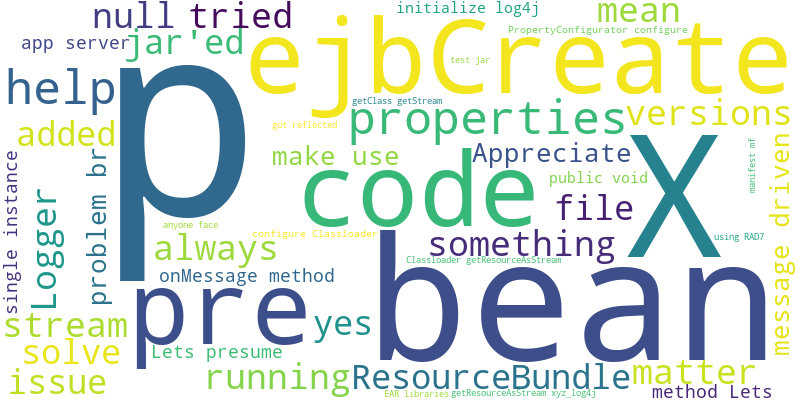 null
tried
initialize log4j
mean
app server
jar'ed
ejbCreate
PropertyConfigurator configure
test jar
help
p
getClass getStream
properties
versions
added
got reflected
X
make use
Appreciate
code
public void
manifest mf
message driven
single instance
Logger
problem br
anyone face
file
always
configure Classloader
something
using RAD7
onMessage method
Classloader getResourceAsStream
bean
pre
stream
yes
solve
Lets presume
issue
running
ResourceBundle
matter
EAR libraries
getResourceAsStream xyz_log4j
method Lets